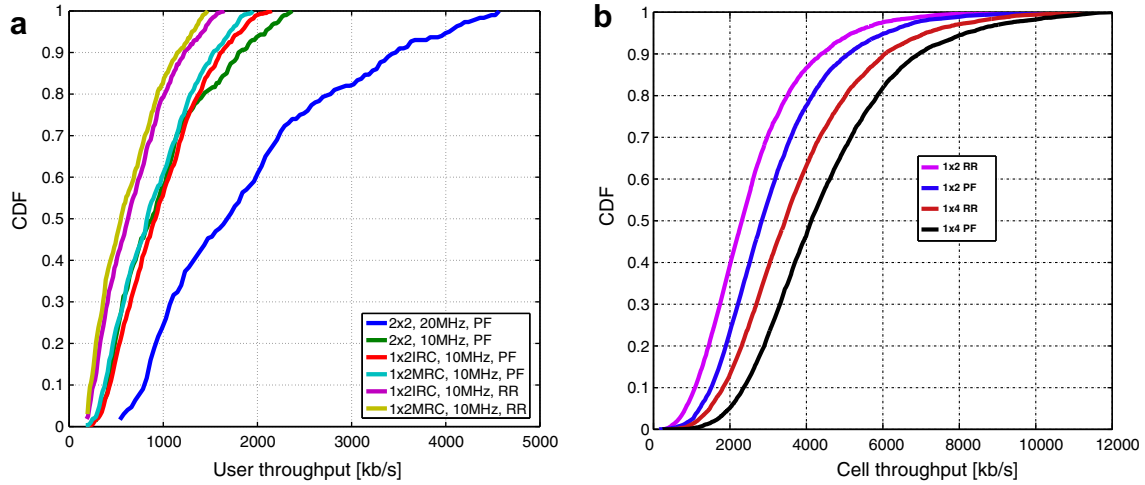 a
CDF
1
0.9
0.8
0.7
0.6
0.5
0.4
0.3
0.2
0.1
0
0 1000 2000 3000 4000 5000
User throughput [kb/s]
2x2, 20MHz, PF
2x2, 10MHz, PF
1x2IRC, 10MHz, PF
1x2MRC, 10MHz, PF
1x2IRC, 10MHz, RR
1x2MRC, 10MHz, RR
b
CDF
1
0.9
0.8
0.7
0.6
0.5
0.4
0.3
0.2
0.1
0
2000 4000 6000 8000 10000 12000
Cell throughput [kb/s]
1x2 RR
1x2 PF
1x4 RR
1x4 PF